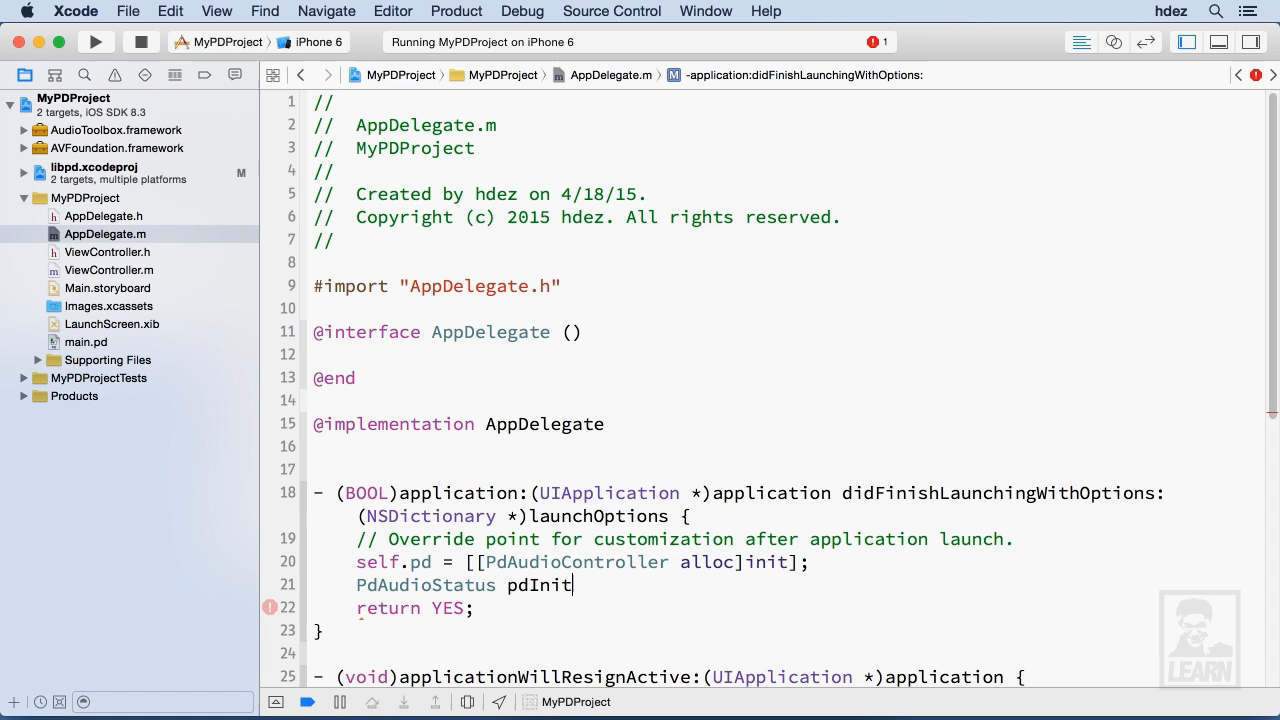 Xcode File Edit View Find Navigate Editor Product Debug Source Control Window Help hdez
MyPDProject iPhone 6 Running MyPDProject on iPhone 6 1
MyPDProject MyPDProject AppDelegate.m M -application:didFinishLaunchingWithOptions:
MyPDProject
2 targets, iOS SDK 8.3
AudioToolbox.framework
AVFoundation.framework
libpd.xcodeproj M
2 targets, multiple platforms
MyPDProject
h AppDelegate.h
m AppDelegate.m
h ViewController.h
m ViewController.m
Main.storyboard
Images.xcassets
LaunchScreen.xib
main.pd
Supporting Files
MyPDProjectTests
Products
1 //
2 // AppDelegate.m
3 // MyPDProject
4 //
5 // Created by hdez on 4/18/15.
6 // Copyright (c) 2015 hdez. All rights reserved.
7 //
8
9 #import "AppDelegate.h"
10
11 @interface AppDelegate ()
12
13 @end
14
15 @implementation AppDelegate
16
17
18 - (BOOL)application:(UIApplication *)application didFinishLaunchingWithOptions:
(NSDictionary *)launchOptions {
19 // Override point for customization after application launch.
20 self.pd = [[PdAudioController alloc]init];
21 PdAudioStatus pdInit
22 return YES;
23 }
24
25 - (void)applicationWillResignActive:(UIApplication *)application {
LEARN
MyPDProject